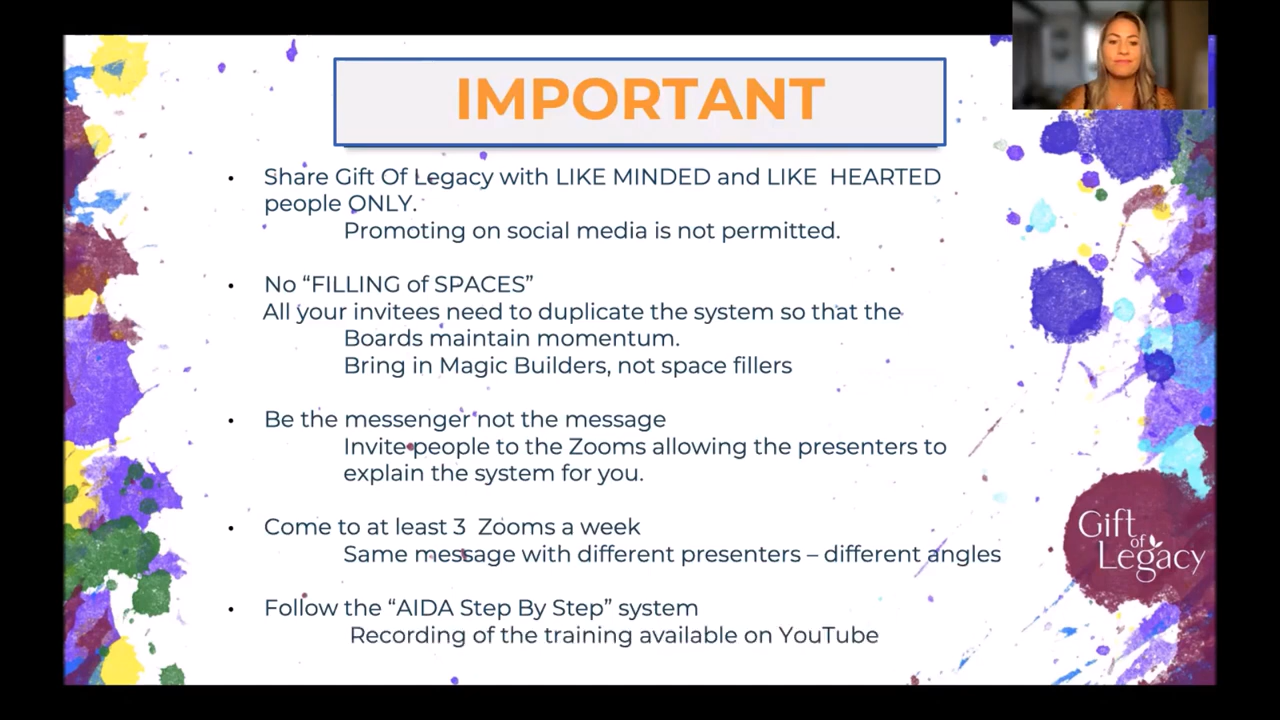 IMPORTANT
• Share Gift Of Legacy with LIKE MINDED and LIKE HEARTED
people ONLY.
Promoting on social media is not permitted.
• No “FILLING of SPACES”
All your invitees need to duplicate the system so that the
Boards maintain momentum.
Bring in Magic Builders, not space fillers
• Be the messenger not the message
Invite people to the Zooms allowing the presenters to
explain the system for you.
• Come to at least 3 Zooms a week
Same message with different presenters – different angles
• Follow the “AIDA Step By Step” system
Recording of the training available on YouTube
Gift
of
Legacy